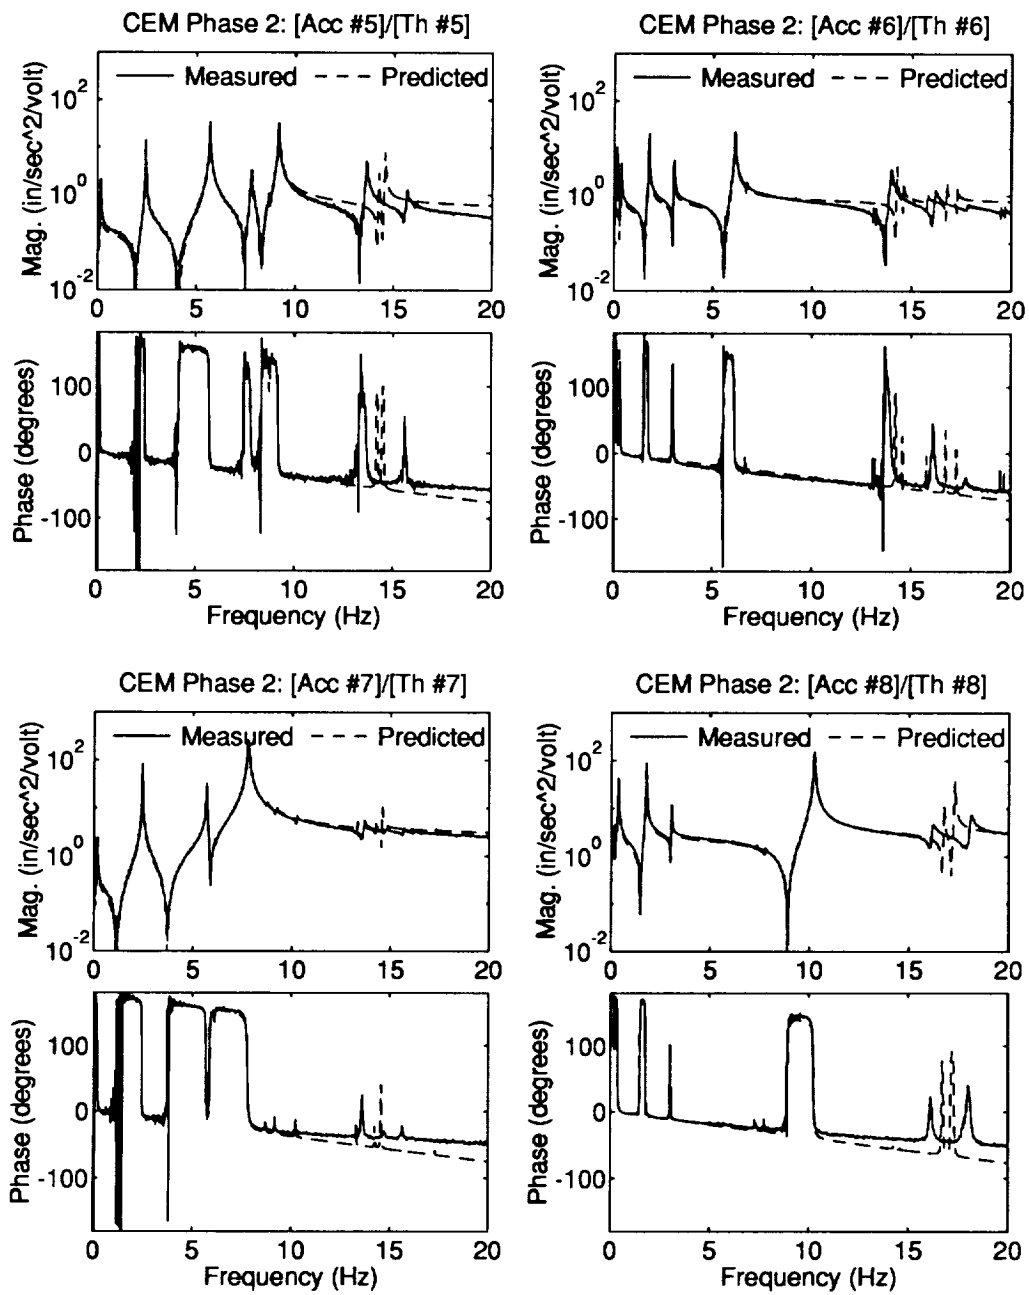 CEM Phase 2: [Acc #5]/[Th #5]
Mag. (in/sec^2/volt)
10^2
10^0
10^-2
Measured
Predicted
0 5 10 15 20
Phase (degrees)
100
0
-100
0 5 10 15 20
Frequency (Hz)
CEM Phase 2: [Acc #6]/[Th #6]
Mag. (in/sec^2/volt)
10^2
10^0
10^-2
Measured
Predicted
0 5 10 15 20
Phase (degrees)
100
0
-100
0 5 10 15 20
Frequency (Hz)
CEM Phase 2: [Acc #7]/[Th #7]
Mag. (in/sec^2/volt)
10^2
10^0
10^-2
Measured
Predicted
0 5 10 15 20
Phase (degrees)
100
0
-100
0 5 10 15 20
Frequency (Hz)
CEM Phase 2: [Acc #8]/[Th #8]
Mag. (in/sec^2/volt)
10^2
10^0
10^-2
Measured
Predicted
0 5 10 15 20
Phase (degrees)
100
0
-100
0 5 10 15 20
Frequency (Hz)